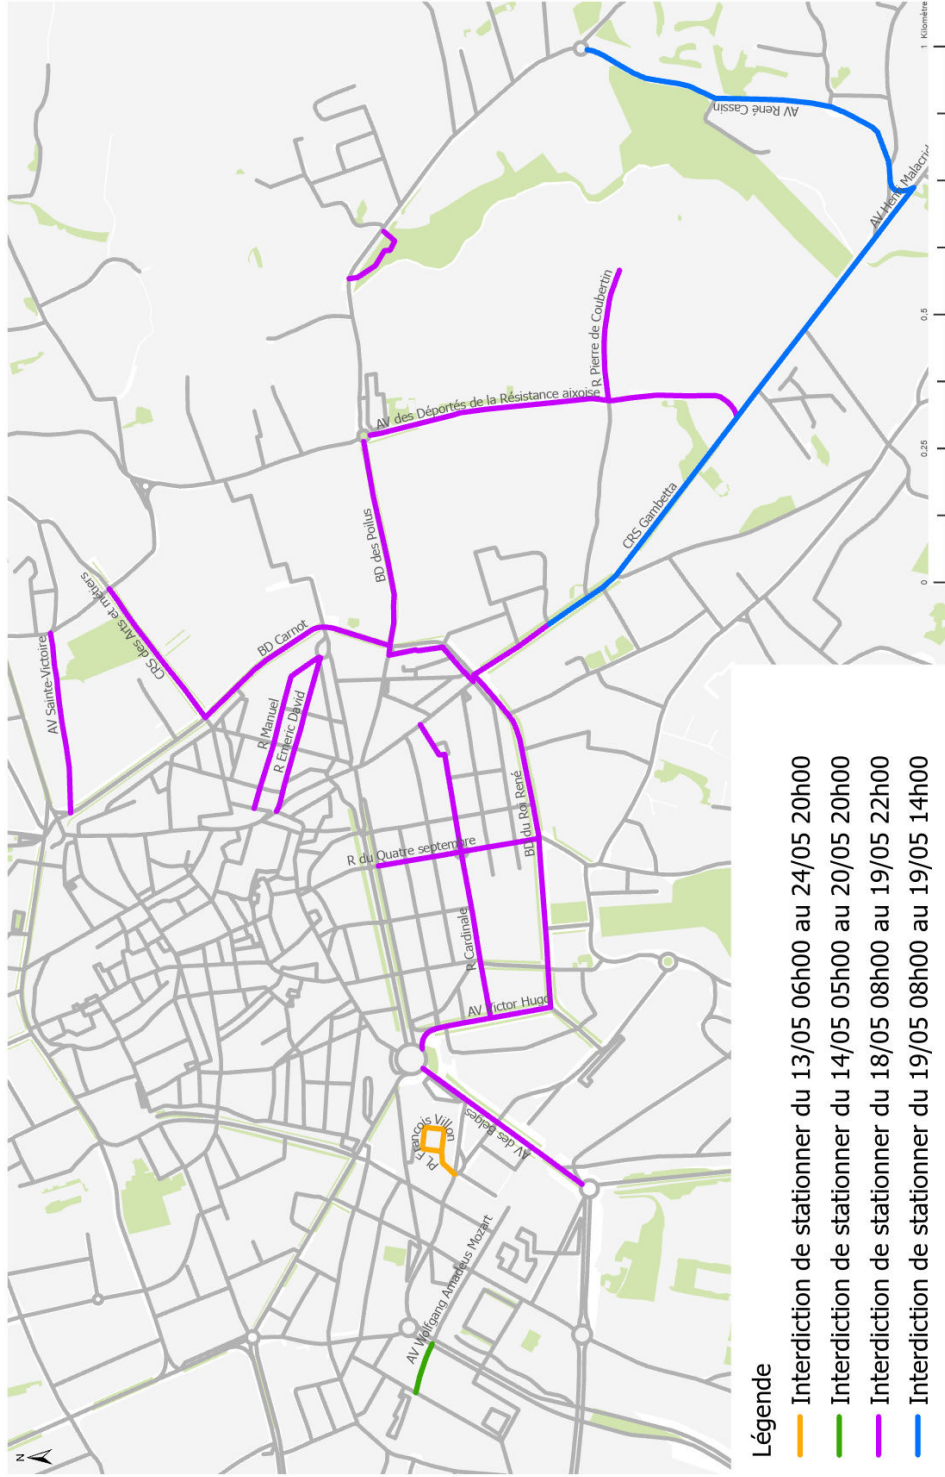 N
AV Sainte-Victoire
CRS des Arts et métiers
BD Carnot
R Manuel
R Emeric David
BD des Poilus
AV des Déportés de la Résistance aixoise
R Pierre de Coubertin
AV René Cassin
AV Henri
CRS Gambetta
R du Quatre septembre
R Cardinale
BD du Roi René
AV Victor Hugo
AV des Belges
PL François Villon
AV Wolfgang Amadeus Mozart
0
0.25
0.5
1 Kilomètre
Légende
Interdiction de stationner du 13/05 06h00 au 24/05 20h00
Interdiction de stationner du 14/05 05h00 au 20/05 20h00
Interdiction de stationner du 18/05 08h00 au 19/05 22h00
Interdiction de stationner du 19/05 08h00 au 19/05 14h00